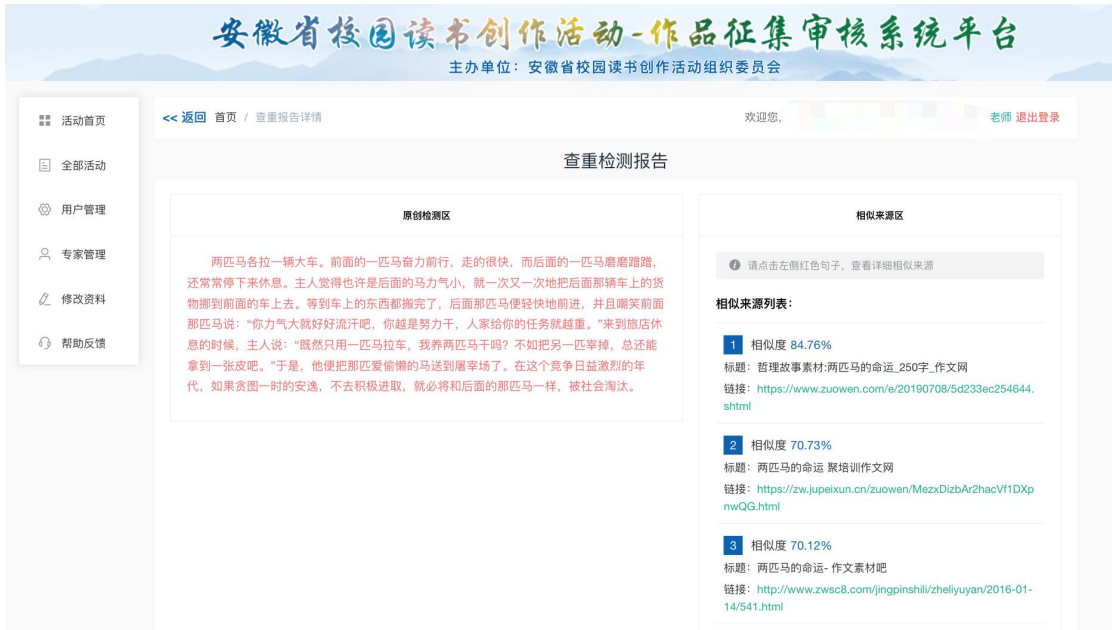 安徽省校园读书创作活动-作品征集审核系统平台
主办单位：安徽省校园读书创作活动组织委员会
活动首页
全部活动
用户管理
专家管理
修改资料
帮助反馈
<< 返回 首页 / 查重报告详情
欢迎您,
老师 退出登录
查重检测报告
原创检测区
两匹马各拉一辆大车。前面的一匹马奋力前行，走的很快，而后面的一匹马磨磨蹭蹭，
还常常停下来休息。主人觉得也许是后面的马力气小，就一次又一次地把后面那辆车上的货
物挪到前面的车上去。等到车上的东西都搬完了，后面那匹马便轻快地前进，并且嘲笑前面
那匹马说：“你力气大就好好流汗吧，你越是努力干，人家给你的任务就越重。”来到旅店休
息的时候，主人说：“既然只用一匹马拉车，我养两匹马干吗？不如把另一匹宰掉，总还能
拿到一张皮吧。”于是，他便把那匹爱偷懒的马送到屠宰场了。在这个竞争日益激烈的年
代，如果贪图一时的安逸，不去积极进取，就必将和后面的那匹马一样，被社会淘汰。
相似来源区
请点击左侧红色句子，查看详细相似来源
相似来源列表：
1 相似度 84.76%
标题：哲理故事素材:两匹马的命运_250字_作文网
链接：https://www.zuowen.com/e/20190708/5d233ec254644.
shtml
2 相似度 70.73%
标题：两匹马的命运 聚培训作文网
链接：https://zw.jupeixun.cn/zuowen/MezxDizbAr2hacVf1DXp
nwQG.html
3 相似度 70.12%
标题：两匹马的命运- 作文素材吧
链接：http://www.zwsc8.com/jingpinshili/zheliyuyan/2016-01-
14/541.html